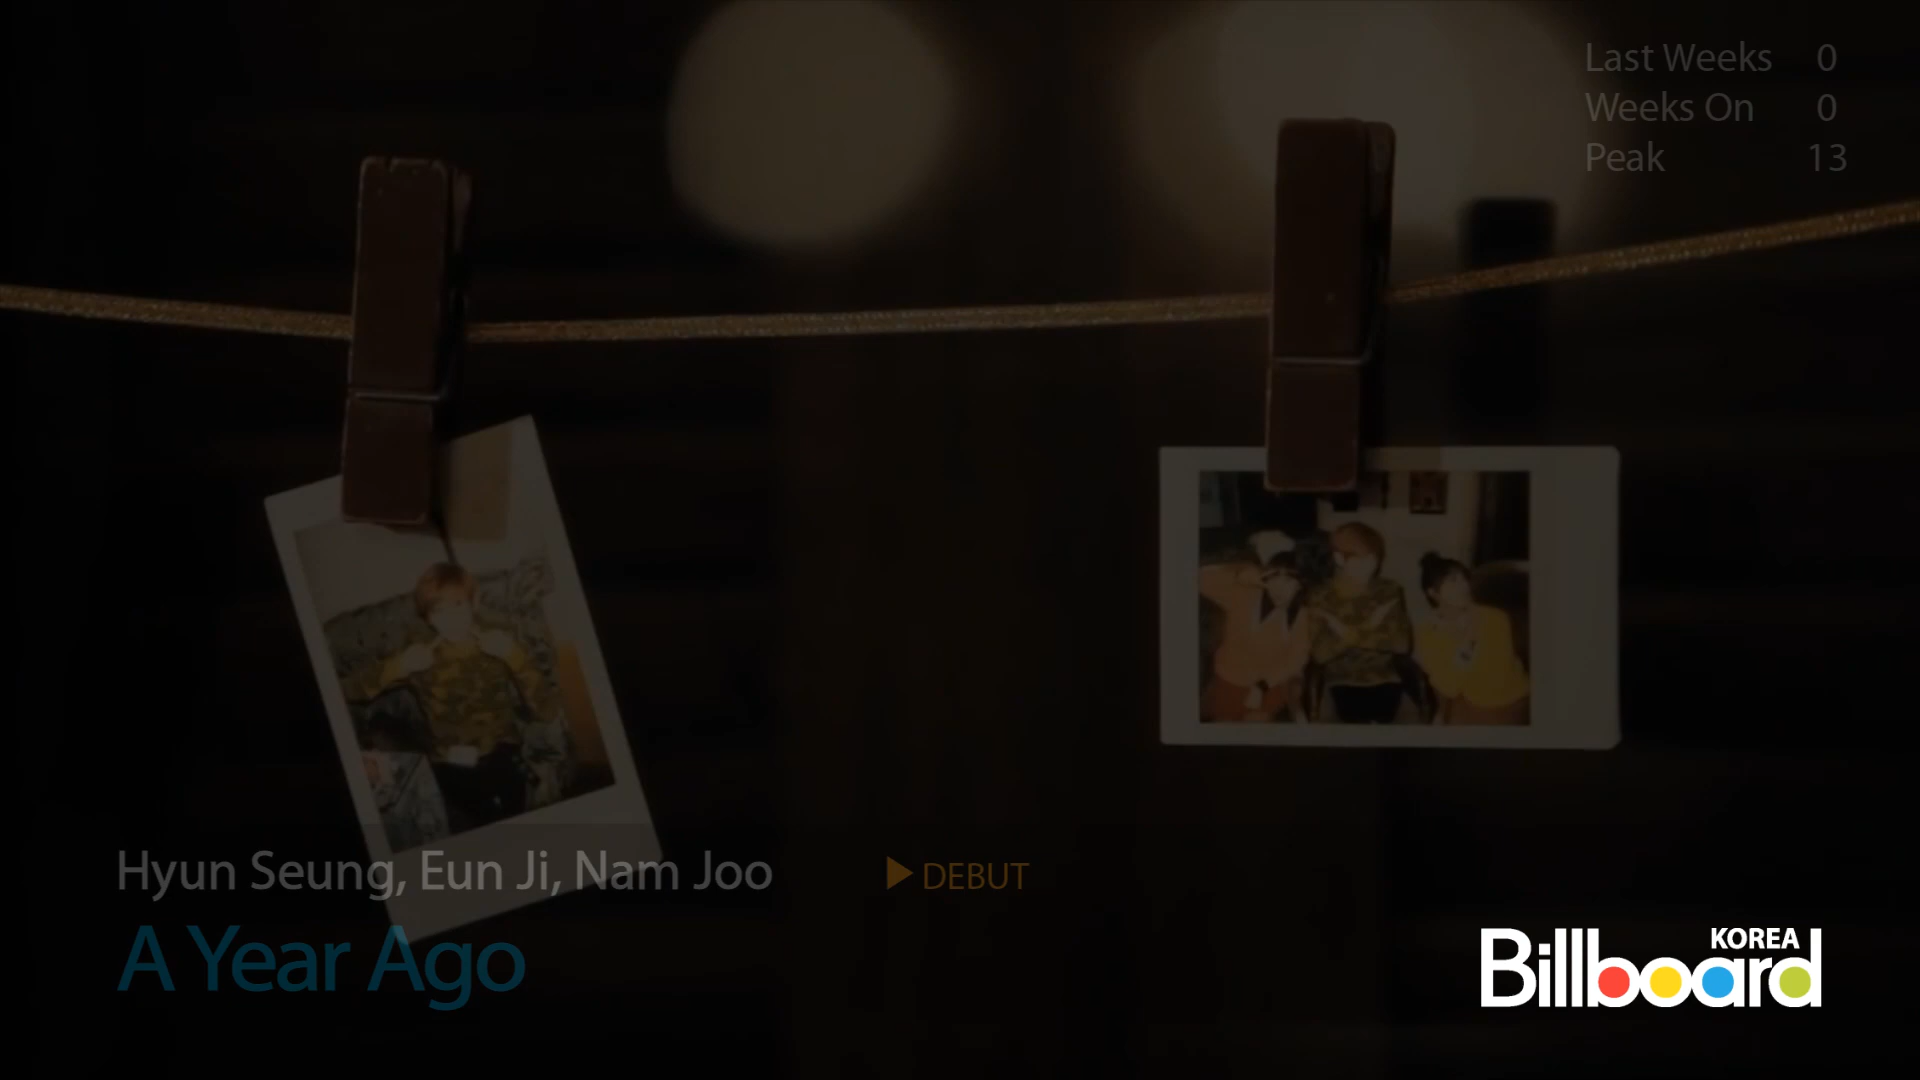 Last Weeks 0
Weeks On 0
Peak 13
Hyun Seung, Eun Ji, Nam Joo
DEBUT
A Year Ago
Billboard KOREA